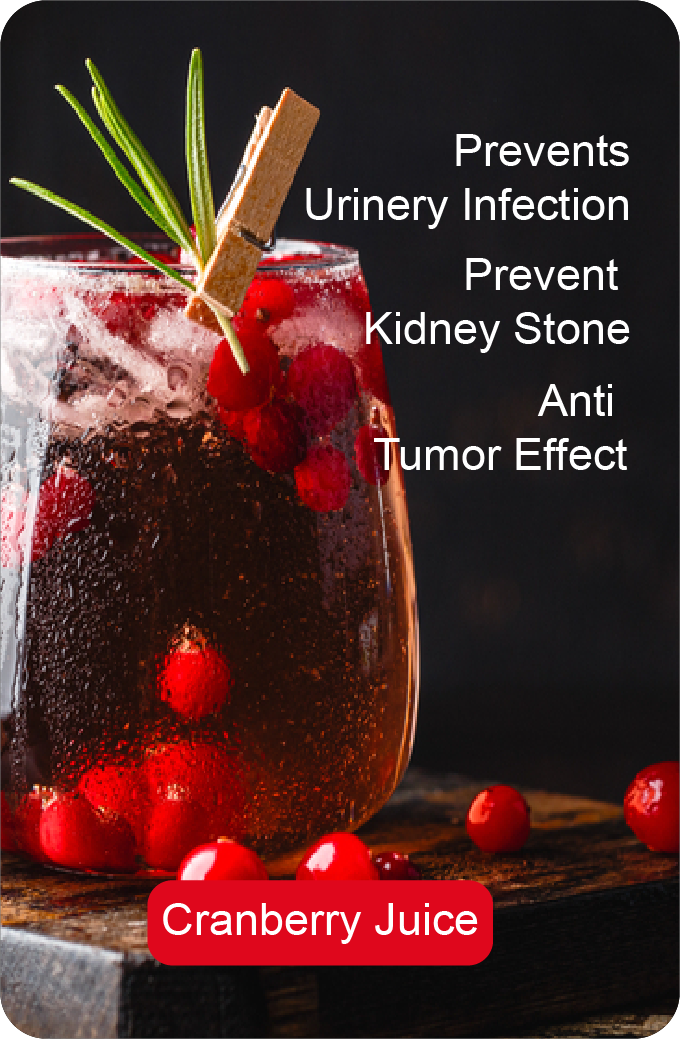 Prevents
Urinery Infection
Prevent
Kidney Stone
Anti
Tumor Effect
Cranberry Juice